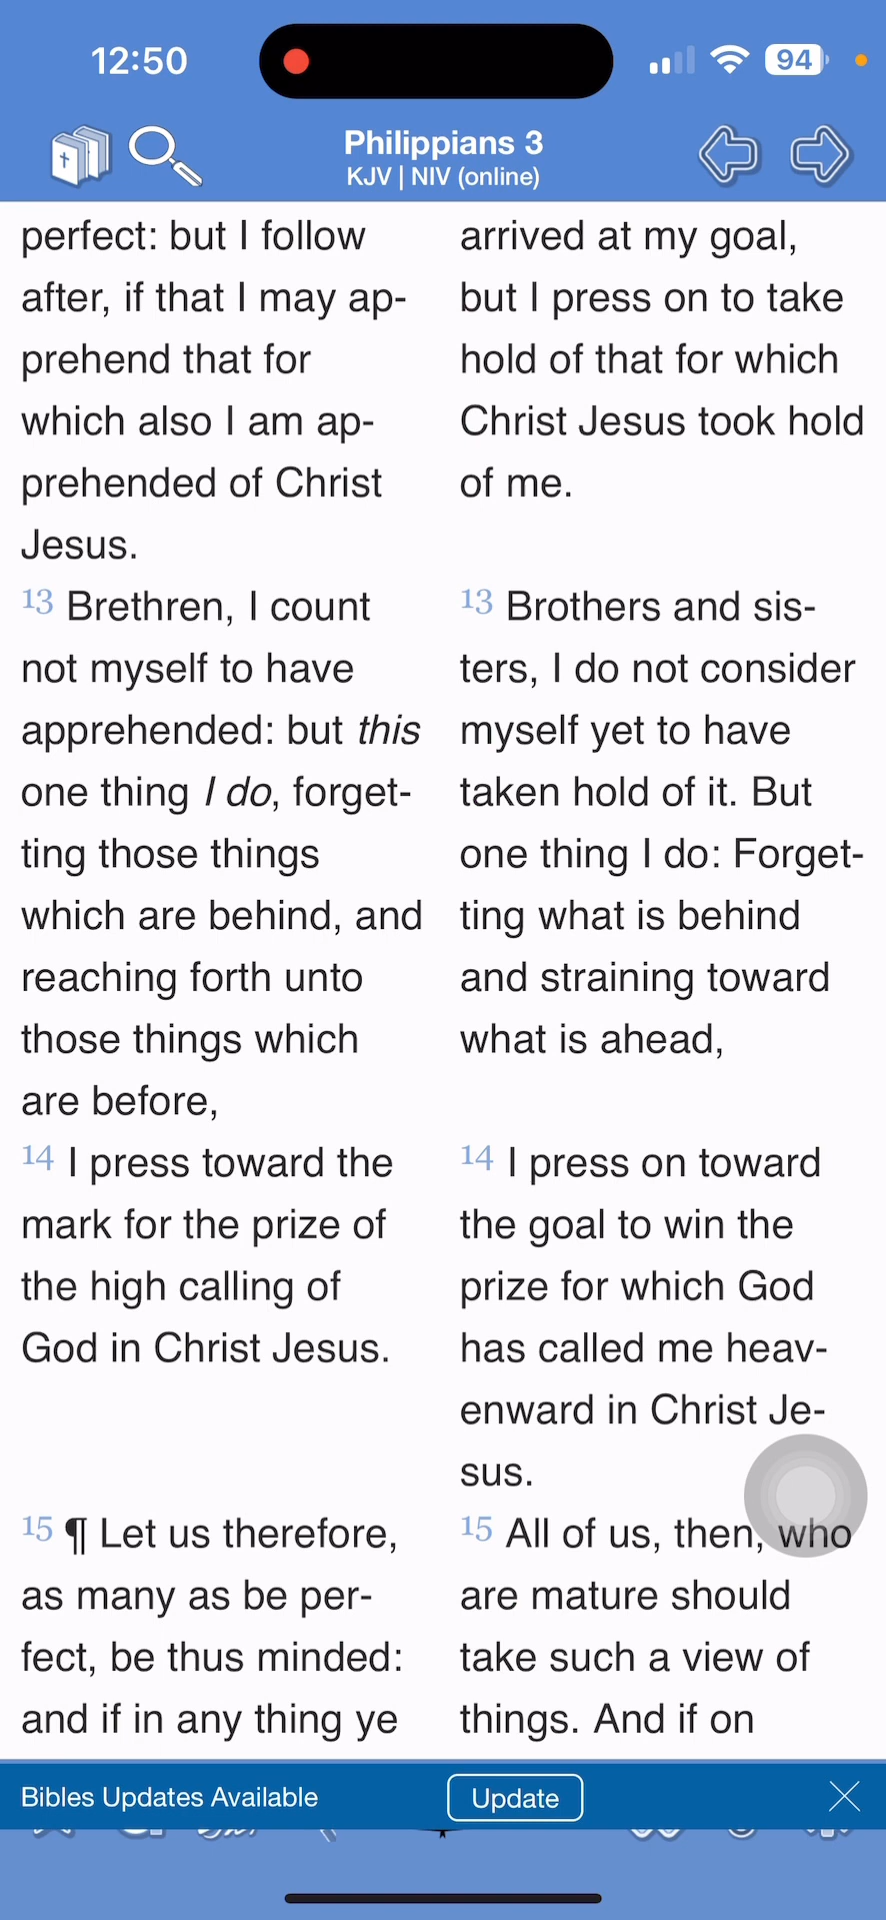 12:50
94
Philippians 3
KJV | NIV (online)
perfect: but I follow
after, if that I may ap-
prehend that for
which also I am ap-
prehended of Christ
Jesus.
13 Brethren, I count
not myself to have
apprehended: but this
one thing I do, forget-
ting those things
which are behind, and
reaching forth unto
those things which
are before,
14 I press toward the
mark for the prize of
the high calling of
God in Christ Jesus.
15 ¶ Let us therefore,
as many as be per-
fect, be thus minded:
and if in any thing ye
arrived at my goal,
but I press on to take
hold of that for which
Christ Jesus took hold
of me.
13 Brothers and sis-
ters, I do not consider
myself yet to have
taken hold of it. But
one thing I do: Forget-
ting what is behind
and straining toward
what is ahead,
14 I press on toward
the goal to win the
prize for which God
has called me heav-
enward in Christ Je-
sus.
15 All of us, then, who
are mature should
take such a view of
things. And if on
Bibles Updates Available
Update